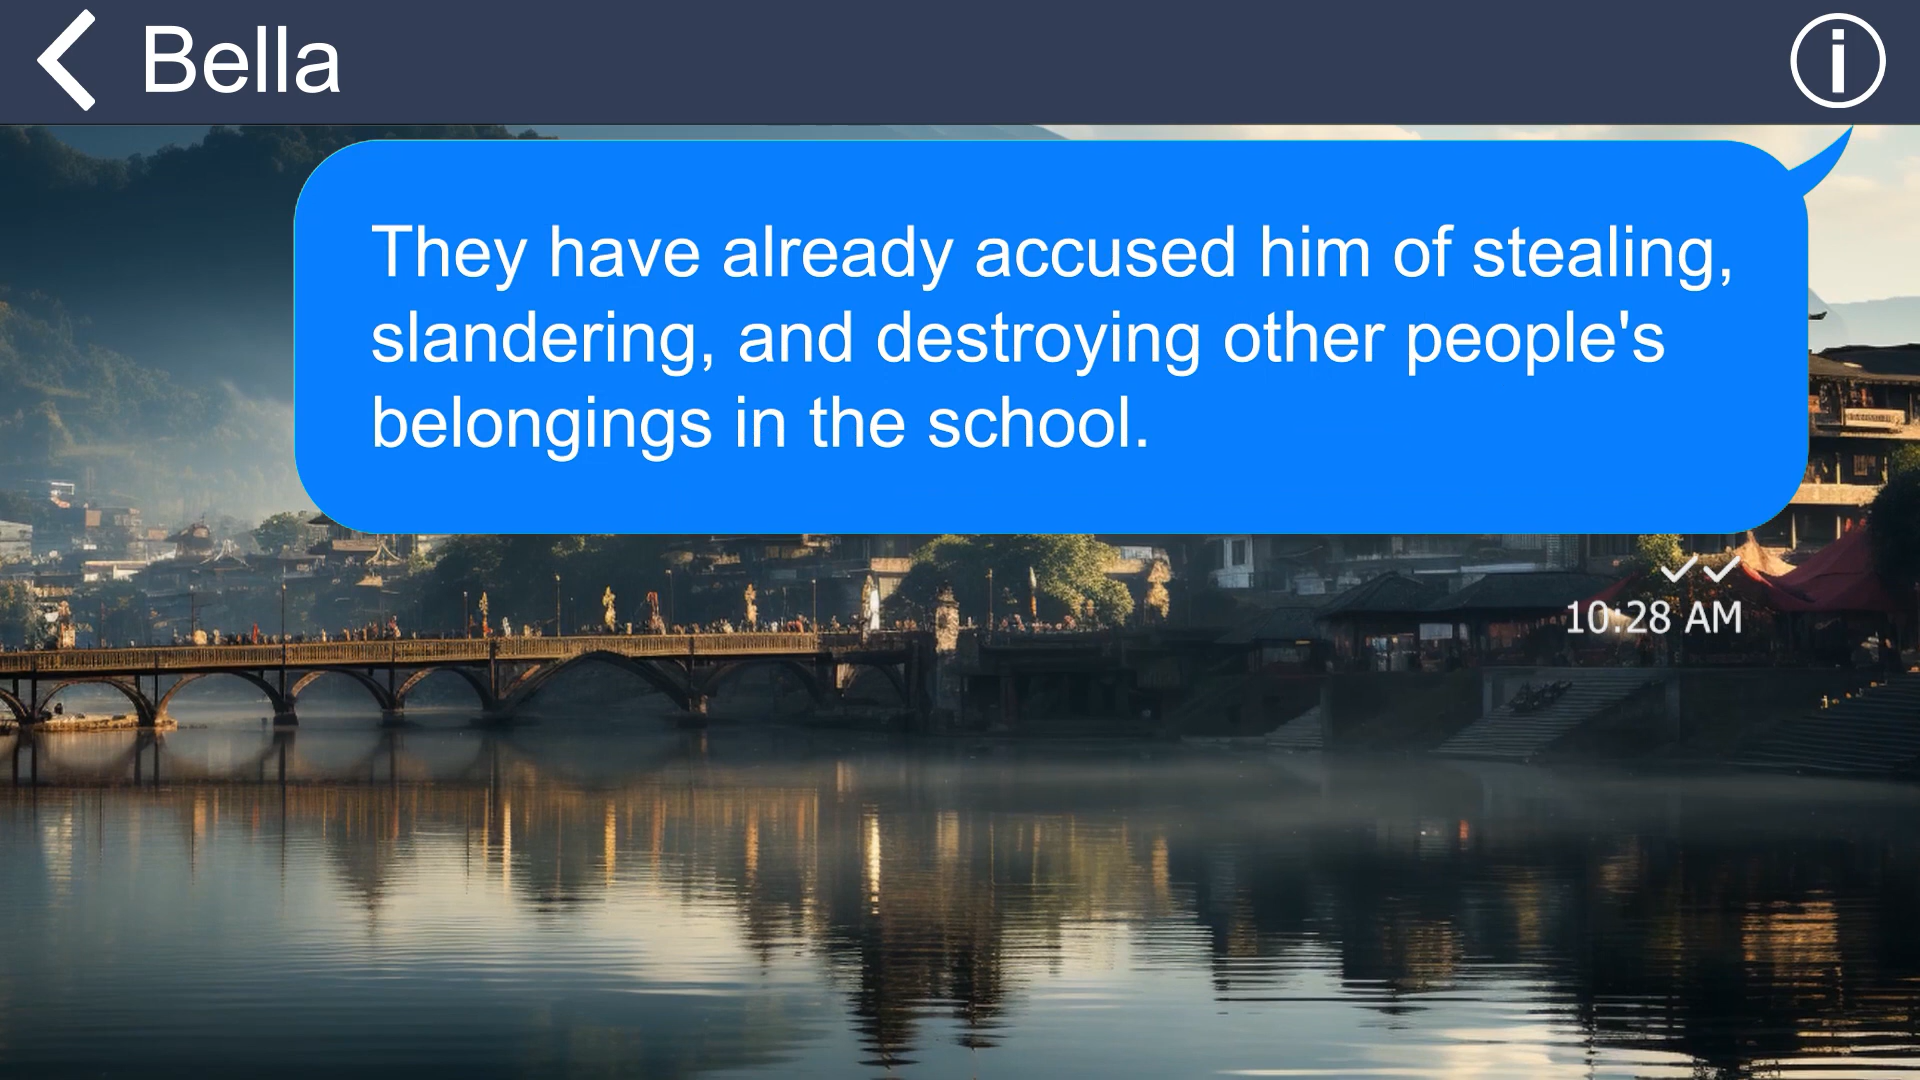 Bella
They have already accused him of stealing,
slandering, and destroying other people's
belongings in the school.
10:28 AM